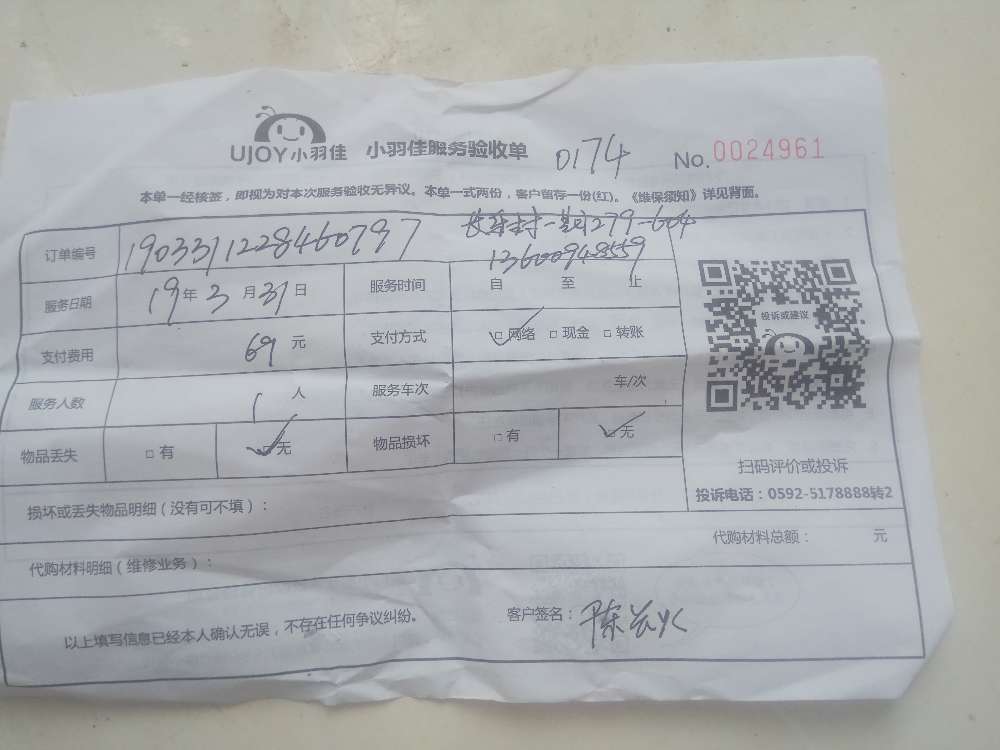 UJOY小羽佳 小羽佳服务验收单 0174 No.0024961
本单一经核签，即视为对本次服务验收无异议。本单一式两份，客户留存一份(红)。《维保须知》详见背面。
订单编号 1903311228460797
279-604
服务日期 19年3月31日 服务时间 自 至 止
支付费用 69元 支付方式 ☑网络 □现金 □转账
投诉或建议
服务人数 1人 服务车次 车/次
物品丢失 □有 ☑无 物品损坏 □有 ☑无
扫码评价或投诉
投诉电话：0592-5178888转2
损坏或丢失物品明细（没有可不填）：
代购材料明细（维修业务）： 代购材料总额： 元
以上填写信息已经本人确认无误，不存在任何争议纠纷。 客户签名：陈